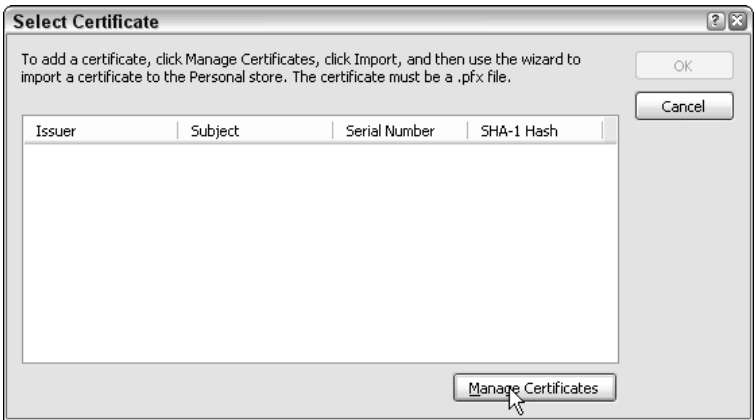 Select Certificate
To add a certificate, click Manage Certificates, click Import, and then use the wizard to
import a certificate to the Personal store. The certificate must be a .pfx file.
OK
Cancel
Issuer Subject Serial Number SHA-1 Hash
Manage Certificates